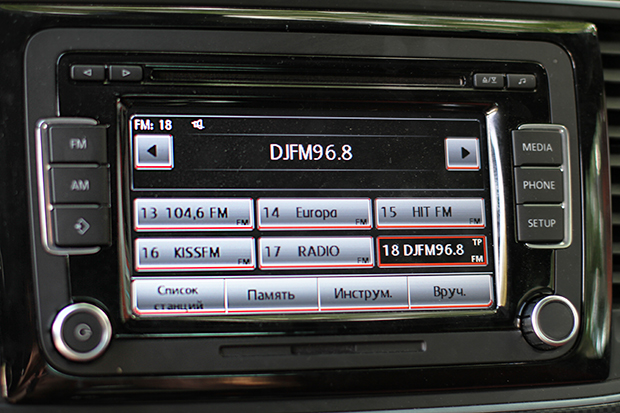 FM: 18
DJFM96.8
FM
AM
MEDIA
PHONE
SETUP
13 104,6 FM FM
14 Europa FM
15 HIT FM FM
16 KISSFM FM
17 RADIO FM
18 DJFM96.8 TP FM
Список
станций
Память
Инструм.
Вруч.